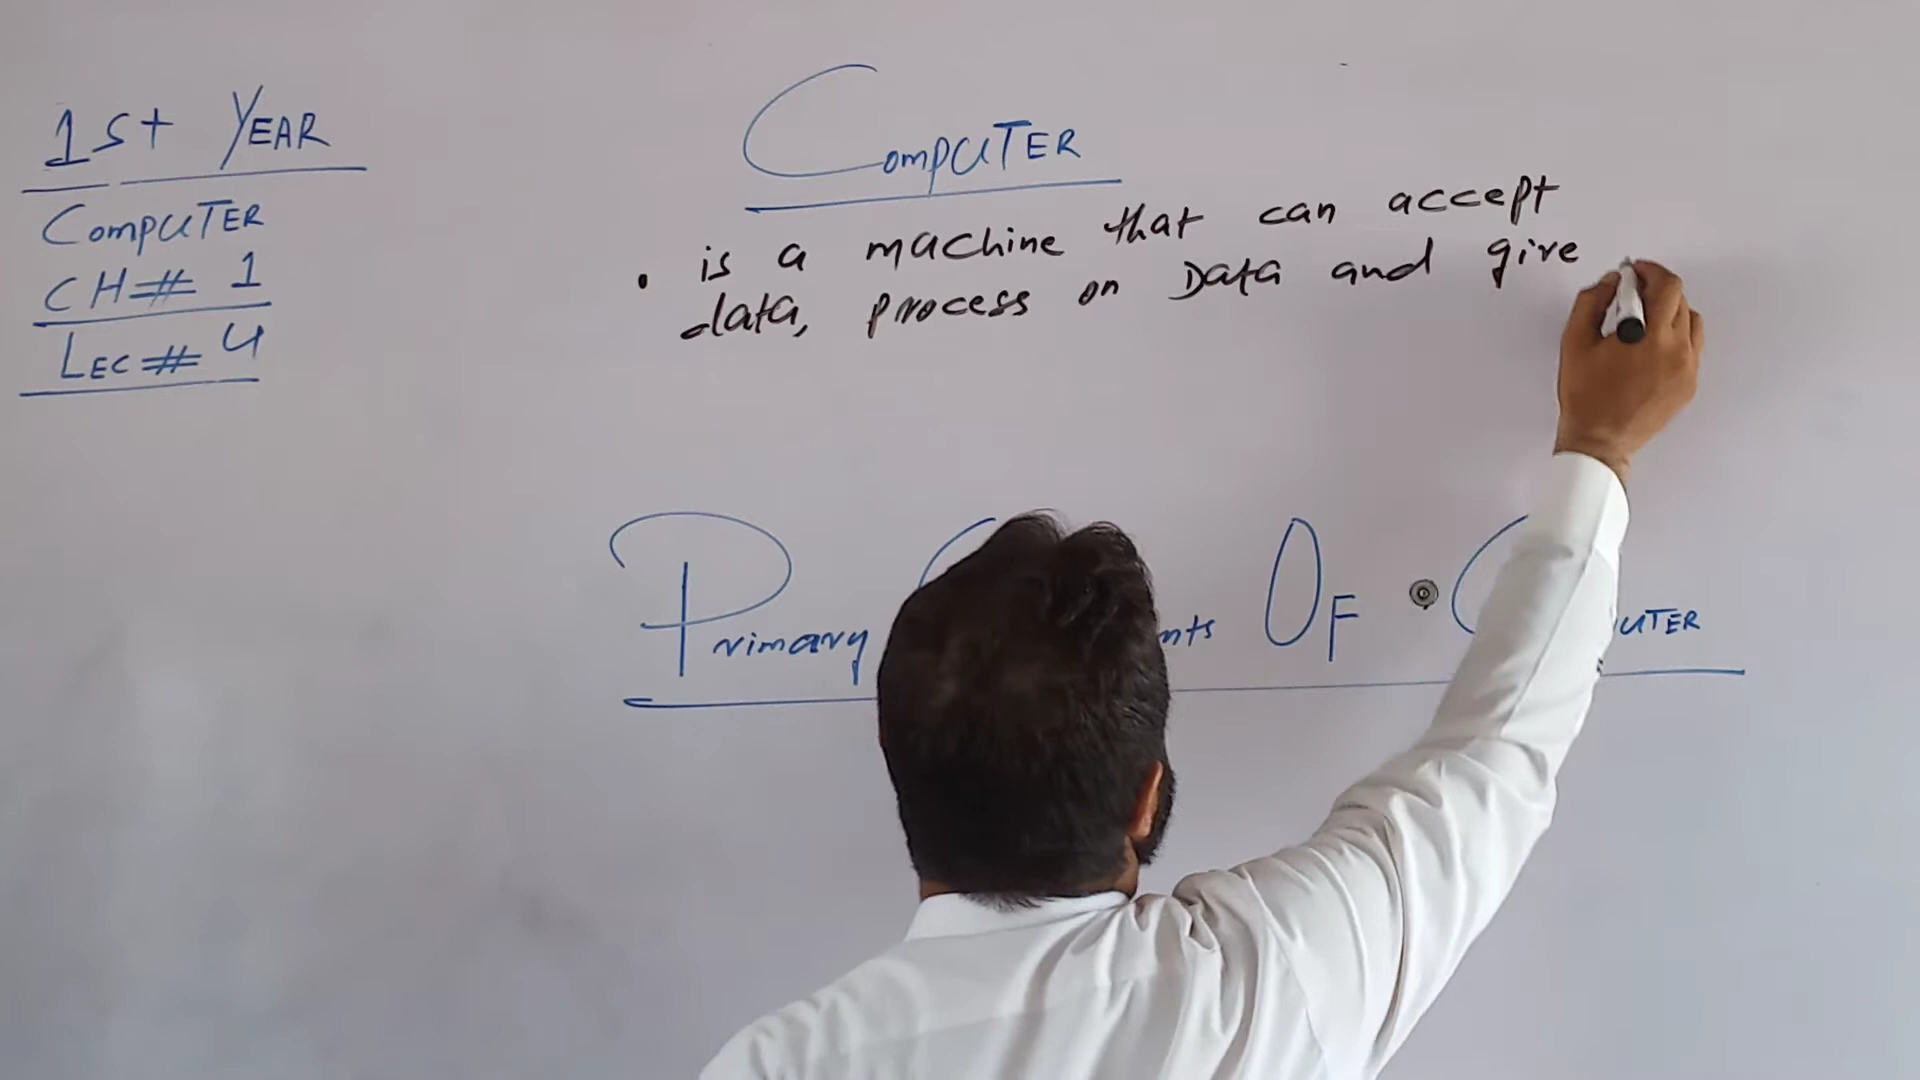 1st YEAR
COMPUTER
CH# 1
LEC# 4
COMPUTER
• is a machine that can accept
data, process on Data and give
Primary nts OF UTER